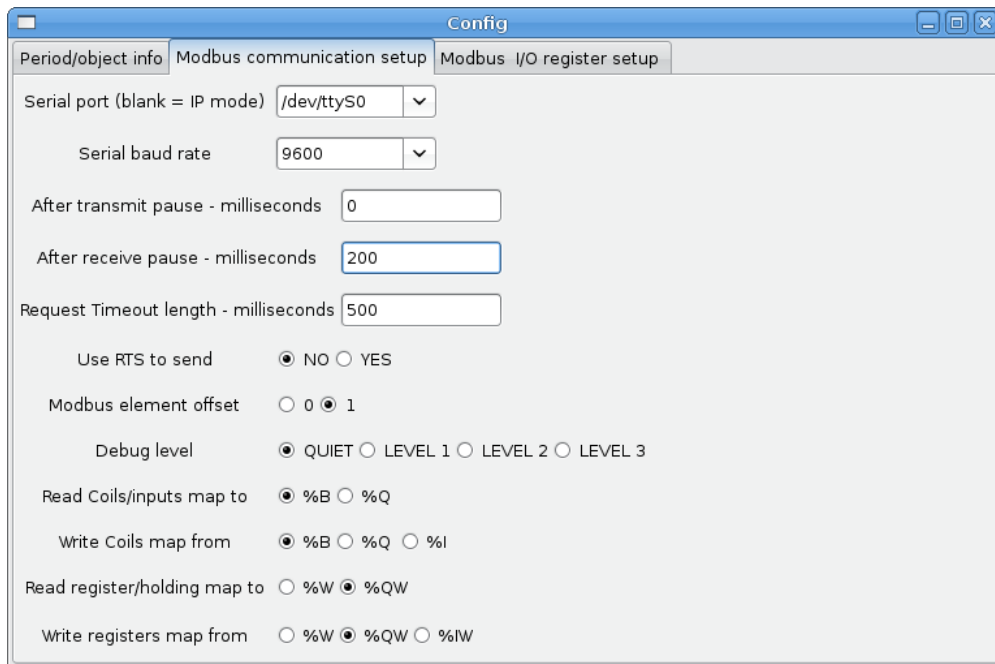 Config
Period/object info Modbus communication setup Modbus I/O register setup
Serial port (blank = IP mode) /dev/ttyS0
Serial baud rate 9600
After transmit pause - milliseconds 0
After receive pause - milliseconds 200
Request Timeout length - milliseconds 500
Use RTS to send NO YES
Modbus element offset 0 1
Debug level QUIET LEVEL 1 LEVEL 2 LEVEL 3
Read Coils/inputs map to %B %Q
Write Coils map from %B %Q %I
Read register/holding map to %W %QW
Write registers map from %W %QW %IW